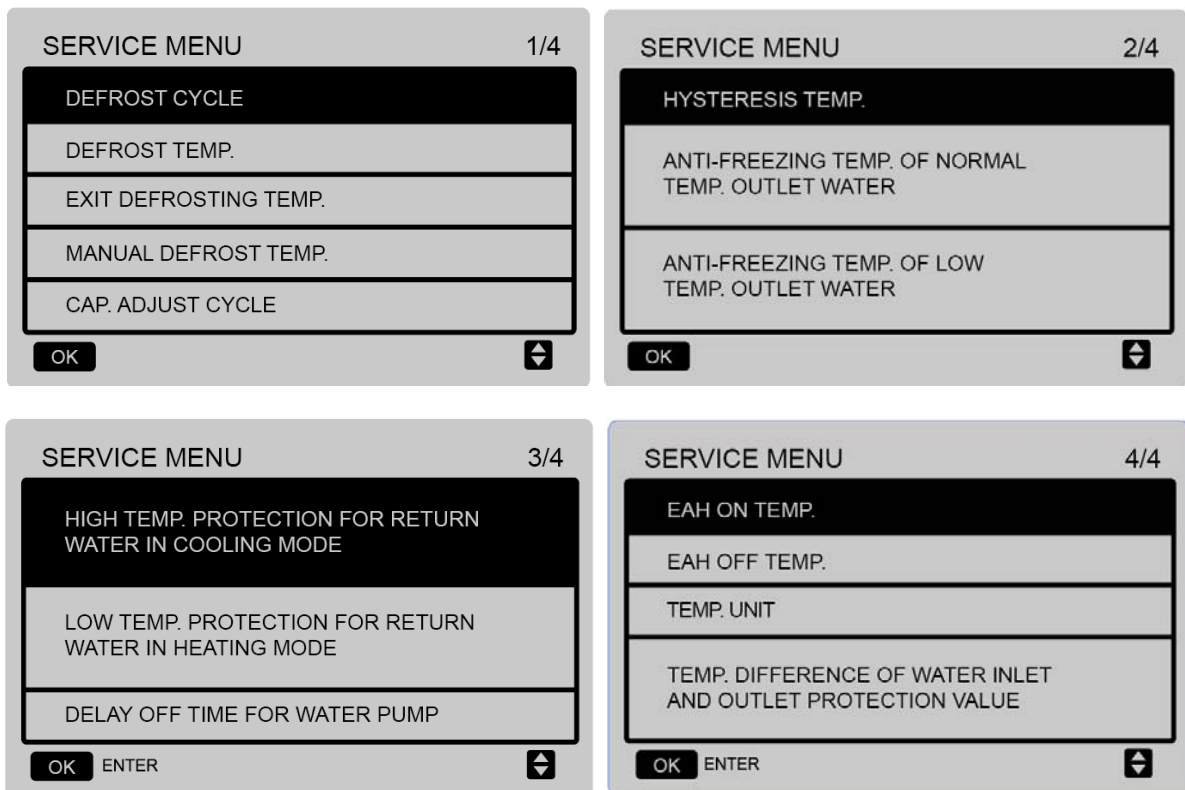 SERVICE MENU 1/4
DEFROST CYCLE
DEFROST TEMP.
EXIT DEFROSTING TEMP.
MANUAL DEFROST TEMP.
CAP. ADJUST CYCLE
OK
SERVICE MENU 2/4
HYSTERESIS TEMP.
ANTI-FREEZING TEMP. OF NORMAL
TEMP. OUTLET WATER
ANTI-FREEZING TEMP. OF LOW
TEMP. OUTLET WATER
OK
SERVICE MENU 3/4
HIGH TEMP. PROTECTION FOR RETURN
WATER IN COOLING MODE
LOW TEMP. PROTECTION FOR RETURN
WATER IN HEATING MODE
DELAY OFF TIME FOR WATER PUMP
OK ENTER
SERVICE MENU 4/4
EAH ON TEMP.
EAH OFF TEMP.
TEMP. UNIT
TEMP. DIFFERENCE OF WATER INLET
AND OUTLET PROTECTION VALUE
OK ENTER